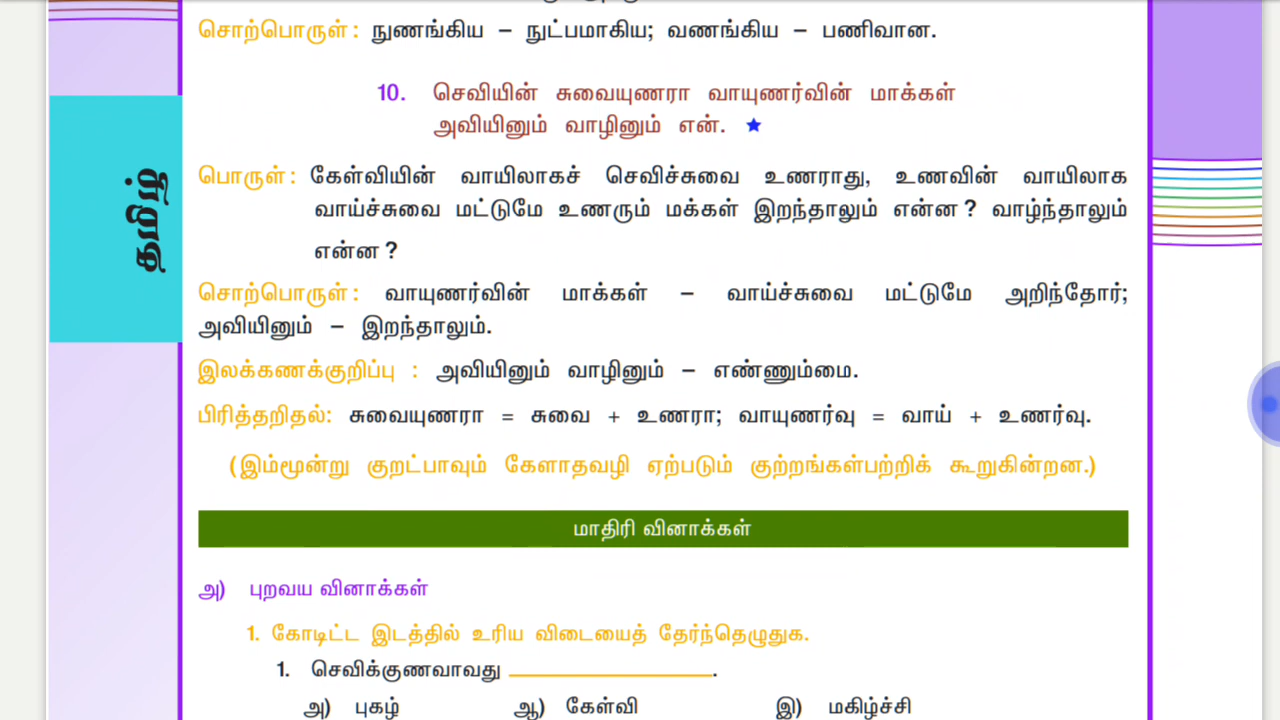 சொற்பொருள் : நுணங்கிய – நுட்பமாகிய; வணங்கிய – பணிவான.
10. செவியின் சுவையுணரா வாயுணர்வின் மாக்கள்
அவியினும் வாழினும் என். ★
பொருள் : கேள்வியின் வாயிலாகச் செவிச்சுவை உணராது, உணவின் வாயிலாக
வாய்ச்சுவை மட்டுமே உணரும் மக்கள் இறந்தாலும் என்ன ? வாழ்ந்தாலும்
என்ன ?
தமிழ்
சொற்பொருள் : வாயுணர்வின் மாக்கள் – வாய்ச்சுவை மட்டுமே அறிந்தோர்;
அவியினும் – இறந்தாலும்.
இலக்கணக்குறிப்பு : அவியினும் வாழினும் – எண்ணும்மை.
பிரித்தறிதல்: சுவையுணரா = சுவை + உணரா; வாயுணர்வு = வாய் + உணர்வு.
(இம்மூன்று குறட்பாவும் கேளாதவழி ஏற்படும் குற்றங்கள்பற்றிக் கூறுகின்றன.)
மாதிரி வினாக்கள்
அ) புறவய வினாக்கள்
1. கோடிட்ட இடத்தில் உரிய விடையைத் தேர்ந்தெழுதுக.
1. செவிக்குணவாவது ____________.
அ) புகழ் ஆ) கேள்வி இ) மகிழ்ச்சி